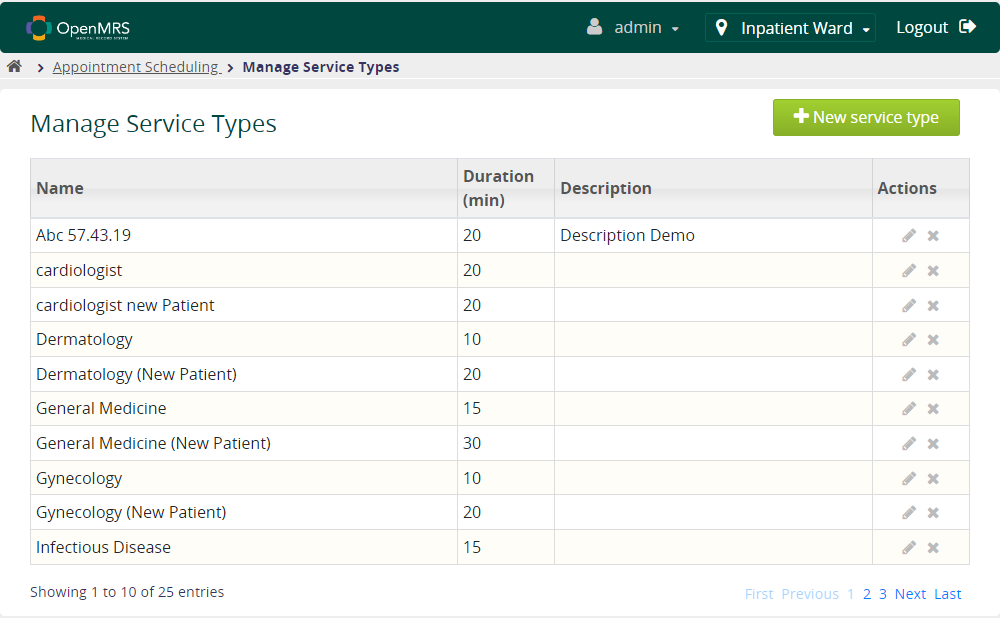 OpenMRS
MEDICAL RECORD SYSTEM
admin
Inpatient Ward
Logout
Appointment Scheduling
Manage Service Types
Manage Service Types
New service type
Name Duration (min) Description Actions
Abc 57.43.19 20 Description Demo
cardiologist 20
cardiologist new Patient 20
Dermatology 10
Dermatology (New Patient) 20
General Medicine 15
General Medicine (New Patient) 30
Gynecology 10
Gynecology (New Patient) 20
Infectious Disease 15
Showing 1 to 10 of 25 entries
First Previous 1 2 3 Next Last